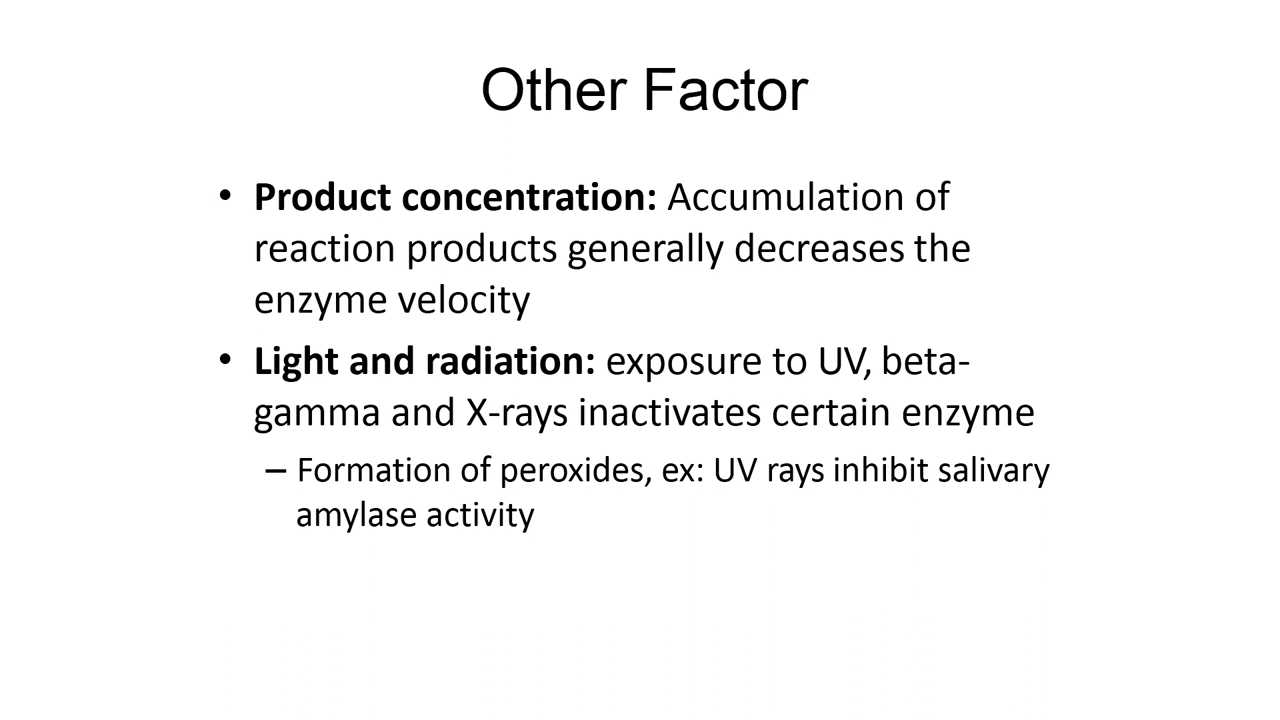 Other Factor
• Product concentration: Accumulation of
reaction products generally decreases the
enzyme velocity
• Light and radiation: exposure to UV, beta-
gamma and X-rays inactivates certain enzyme
– Formation of peroxides, ex: UV rays inhibit salivary
amylase activity